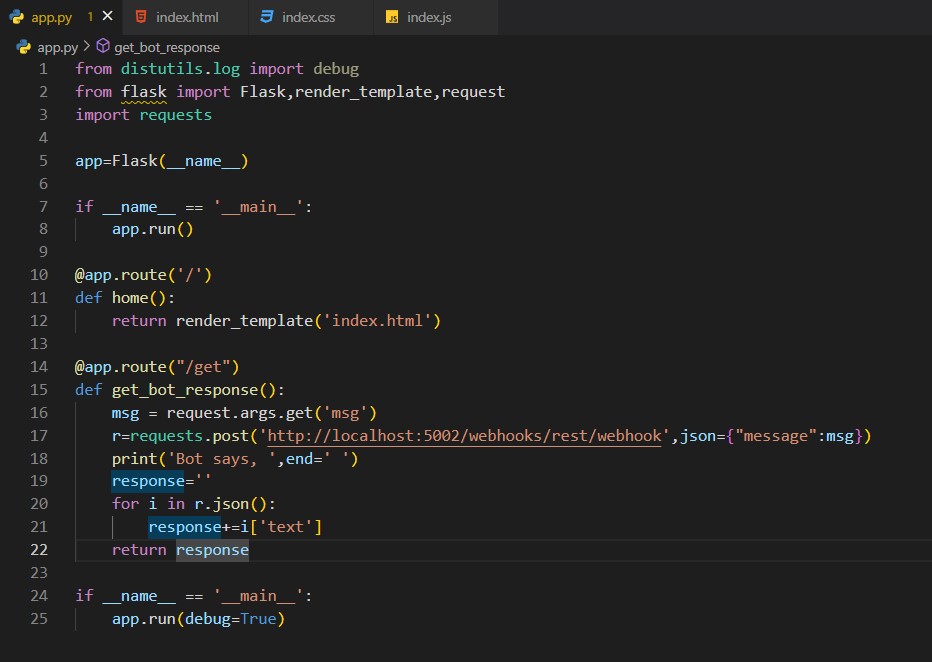 app.py 1 index.html index.css index.js
app.py > get_bot_response
1 from distutils.log import debug
2 from flask import Flask,render_template,request
3 import requests
4
5 app=Flask(__name__)
6
7 if __name__ == '__main__':
8     app.run()
9
10 @app.route('/')
11 def home():
12     return render_template('index.html')
13
14 @app.route("/get")
15 def get_bot_response():
16     msg = request.args.get('msg')
17     r=requests.post('http://localhost:5002/webhooks/rest/webhook',json={"message":msg})
18     print('Bot says, ',end=' ')
19     response=''
20     for i in r.json():
21         response+=i['text']
22     return response
23
24 if __name__ == '__main__':
25     app.run(debug=True)